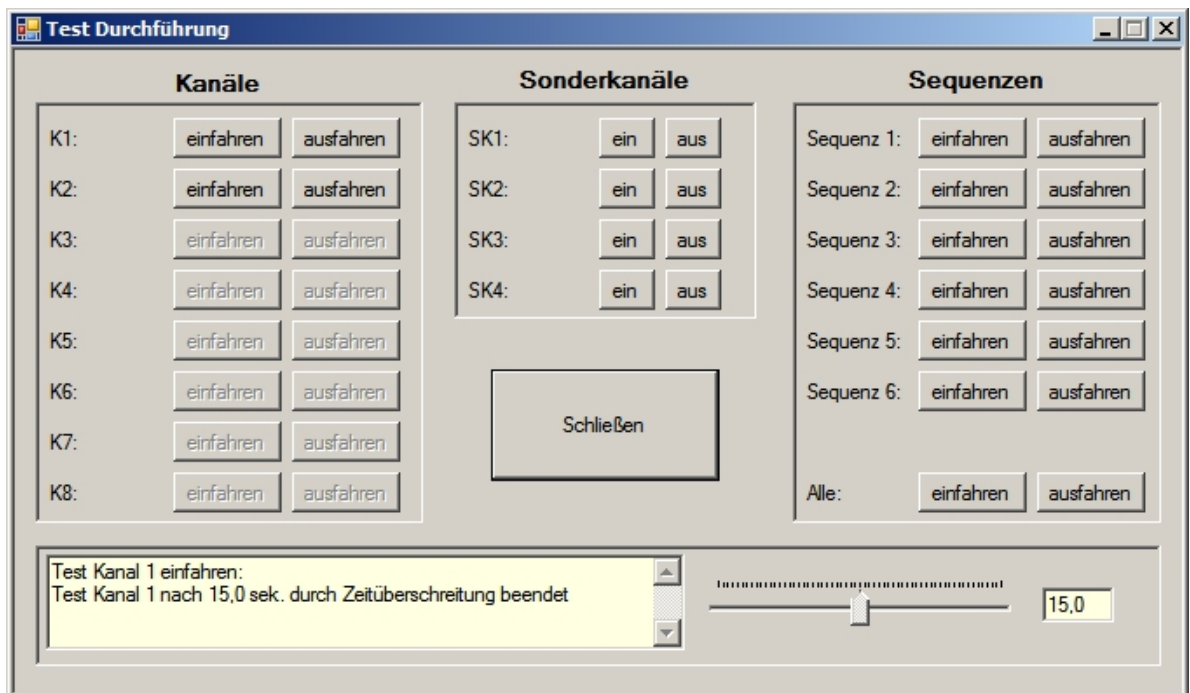 Test Durchführung
Kanäle
K1: einfahren ausfahren
K2: einfahren ausfahren
K3: einfahren ausfahren
K4: einfahren ausfahren
K5: einfahren ausfahren
K6: einfahren ausfahren
K7: einfahren ausfahren
K8: einfahren ausfahren
Sonderkanäle
SK1: ein aus
SK2: ein aus
SK3: ein aus
SK4: ein aus
Schließen
Sequenzen
Sequenz 1: einfahren ausfahren
Sequenz 2: einfahren ausfahren
Sequenz 3: einfahren ausfahren
Sequenz 4: einfahren ausfahren
Sequenz 5: einfahren ausfahren
Sequenz 6: einfahren ausfahren
Alle: einfahren ausfahren
Test Kanal 1 einfahren:
Test Kanal 1 nach 15,0 sek. durch Zeitüberschreitung beendet
15,0